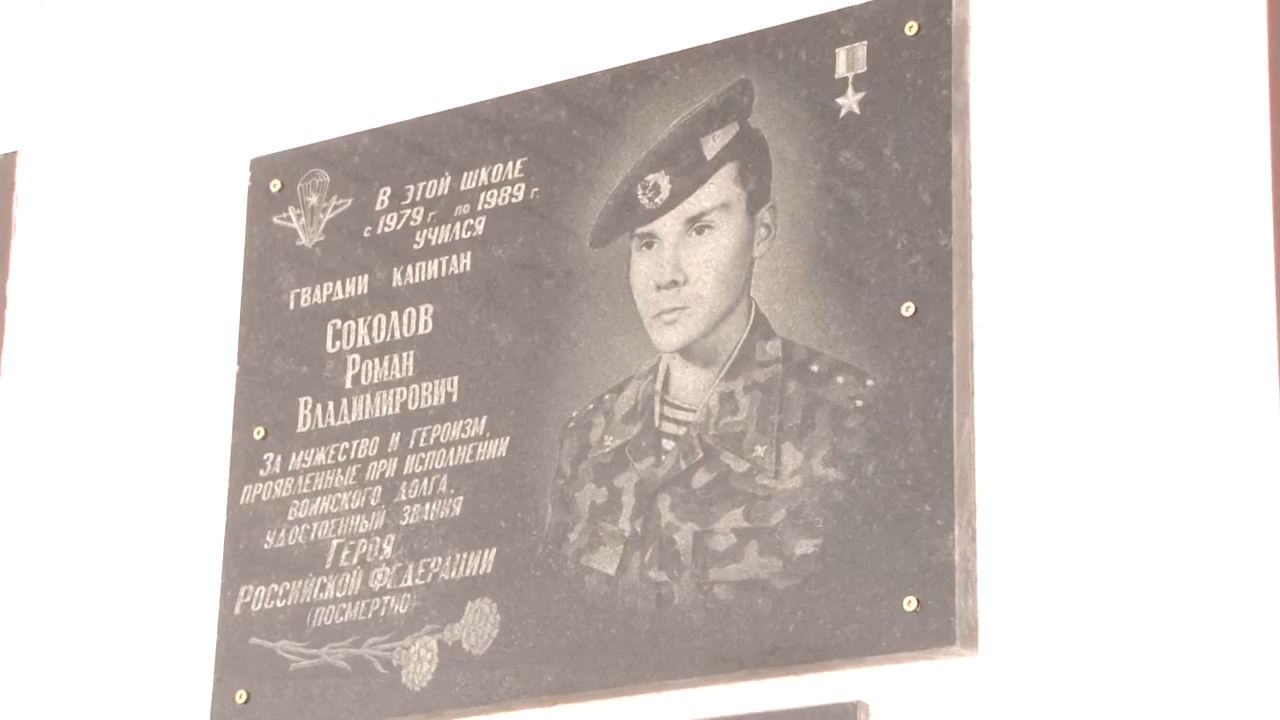 В ЭТОЙ ШКОЛЕ
с 1979 г. по 1989 г.
УЧИЛСЯ
ГВАРДИИ КАПИТАН
СОКОЛОВ
РОМАН
ВЛАДИМИРОВИЧ
ЗА МУЖЕСТВО И ГЕРОИЗМ,
ПРОЯВЛЕННЫЕ ПРИ ИСПОЛНЕНИИ
ВОИНСКОГО ДОЛГА,
УДОСТОЕННЫЙ ЗВАНИЯ
ГЕРОЯ
РОССИЙСКОЙ ФЕДЕРАЦИИ
(ПОСМЕРТНО)